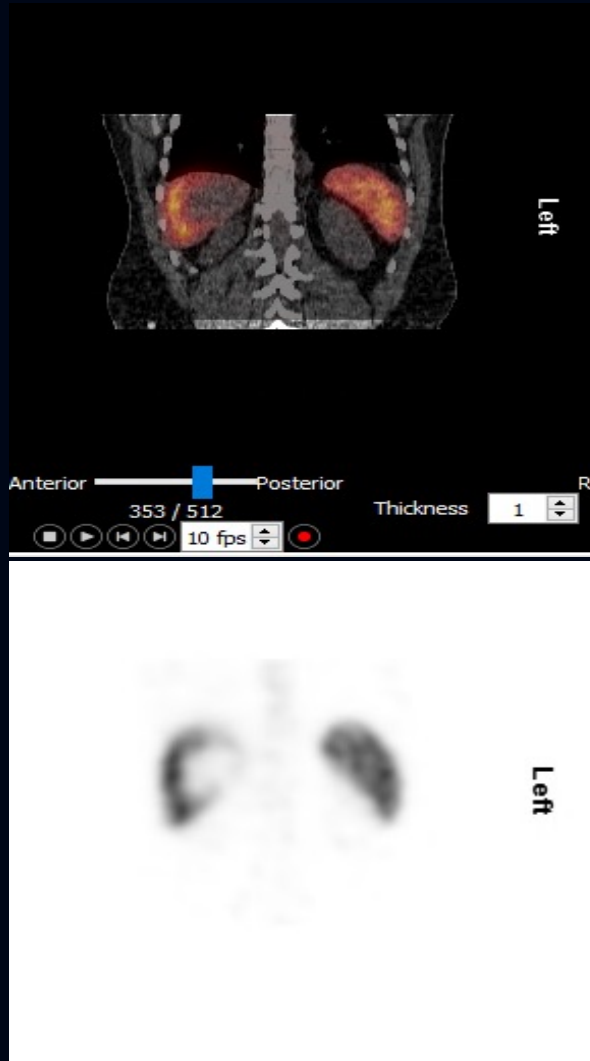 Left
Anterior
Posterior
R
353 / 512
Thickness
1
10 fps
Left